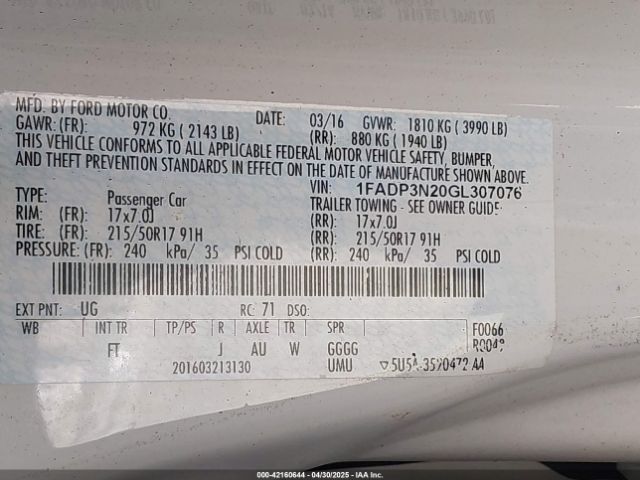 MFD. BY FORD MOTOR CO. DATE: 03/16 GVWR: 1810 KG ( 3990 LB)
GAWR: (FR): 972 KG ( 2143 LB) (RR): 880 KG ( 1940 LB)
THIS VEHICLE CONFORMS TO ALL APPLICABLE FEDERAL MOTOR VEHICLE SAFETY, BUMPER,
AND THEFT PREVENTION STANDARDS IN EFFECT ON THE DATE OF MANUFACTURE SHOWN ABOVE.
VIN: 1FADP3N20GL307076
TYPE: Passenger Car TRAILER TOWING - SEE OWNER GUIDE
RIM: (FR) 17x7.0J (RR): 17x7.0J
TIRE: (FR) 215/50R17 91H (RR) 215/50R17 91H
PRESSURE: (FR) 240 kPa/ 35 PSI COLD (RR) 240 kPa/ 35 PSI COLD
EXT PNT: UG RC: 71 DSO:
WB INT TR TP/PS R AXLE TR SPR F0066
FT J AU W GGGG
201603213130 UMU
000-42160644 - 04/30/2025 - IAA Corp.